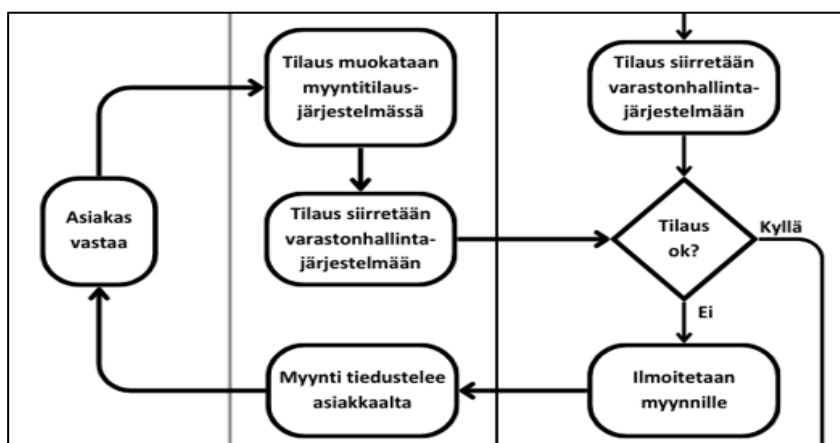 Tilaus muokataan
myyntitilaus-
järjestelmässä
Tilaus siirretään
varastonhallinta-
järjestelmään
Asiakas
vastaa
Tilaus siirretään
varastonhallinta-
järjestelmään
Tilaus
ok?
Kyllä
Ei
Myynti tiedustelee
asiakkaalta
Ilmoitetaan
myynnille